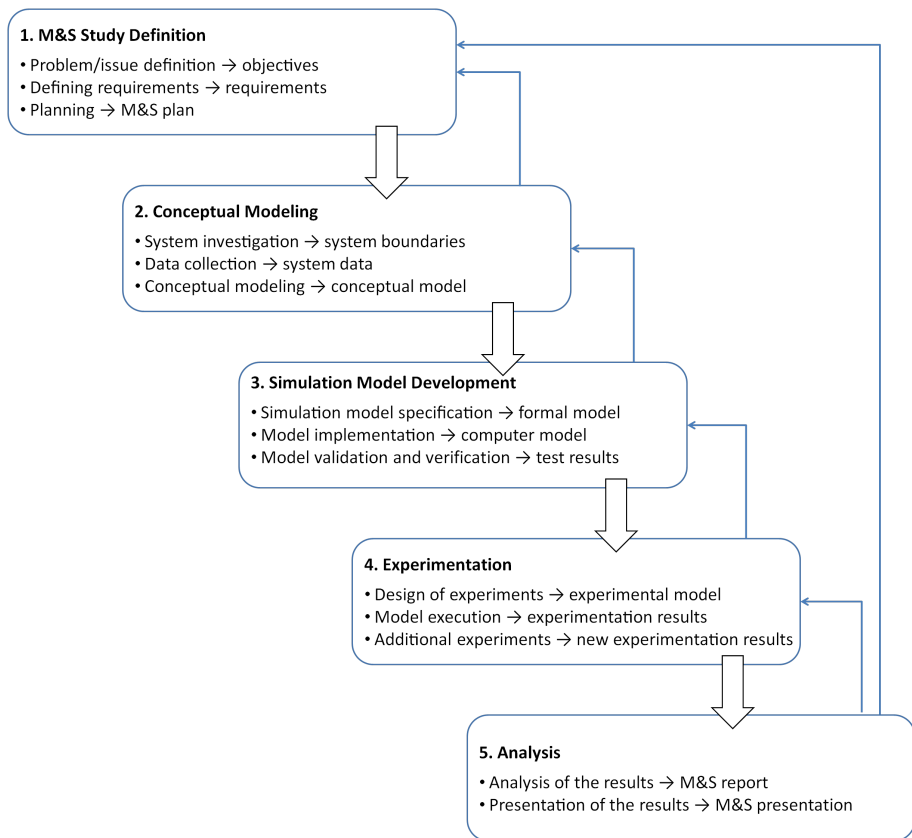 1. M&S Study Definition
• Problem/issue definition → objectives
• Defining requirements → requirements
• Planning → M&S plan
2. Conceptual Modeling
• System investigation → system boundaries
• Data collection → system data
• Conceptual modeling → conceptual model
3. Simulation Model Development
• Simulation model specification → formal model
• Model implementation → computer model
• Model validation and verification → test results
4. Experimentation
• Design of experiments → experimental model
• Model execution → experimentation results
• Additional experiments → new experimentation results
5. Analysis
• Analysis of the results → M&S report
• Presentation of the results → M&S presentation